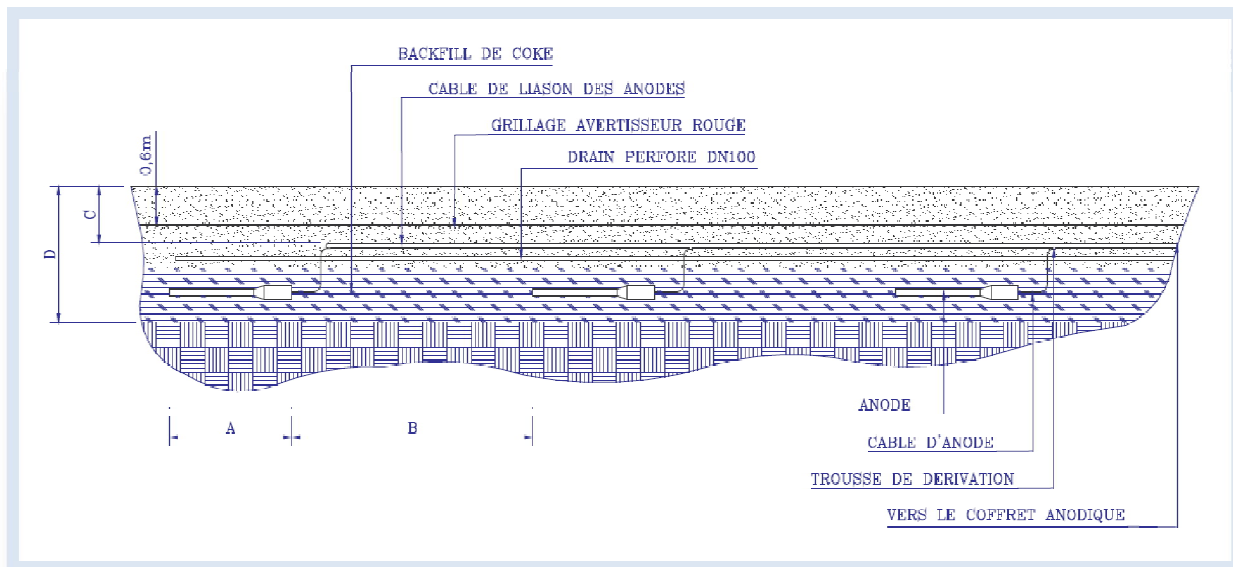 BACKFILL DE COKE
CABLE DE LIASON DES ANODES
GRILLAGE AVERTISSEUR ROUGE
DRAIN PERFORE DN100
0,6m
C
D
A
B
ANODE
CABLE D'ANODE
TROUSSE DE DERIVATION
VERS LE COFFRET ANODIQUE